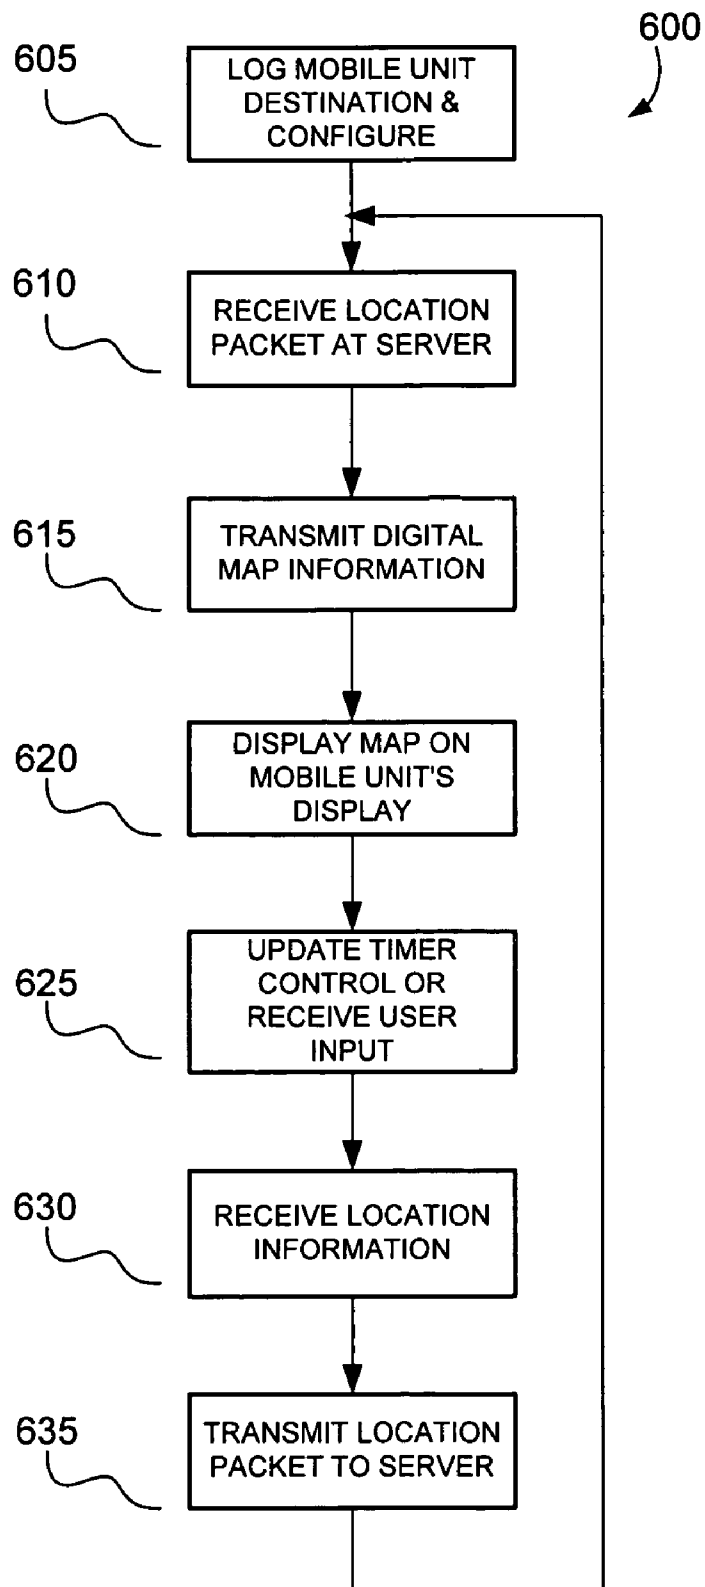 600
605
LOG MOBILE UNIT
DESTINATION &
CONFIGURE
610
RECEIVE LOCATION
PACKET AT SERVER
615
TRANSMIT DIGITAL
MAP INFORMATION
620
DISPLAY MAP ON
MOBILE UNIT'S
DISPLAY
625
UPDATE TIMER
CONTROL OR
RECEIVE USER
INPUT
630
RECEIVE LOCATION
INFORMATION
635
TRANSMIT LOCATION
PACKET TO SERVER